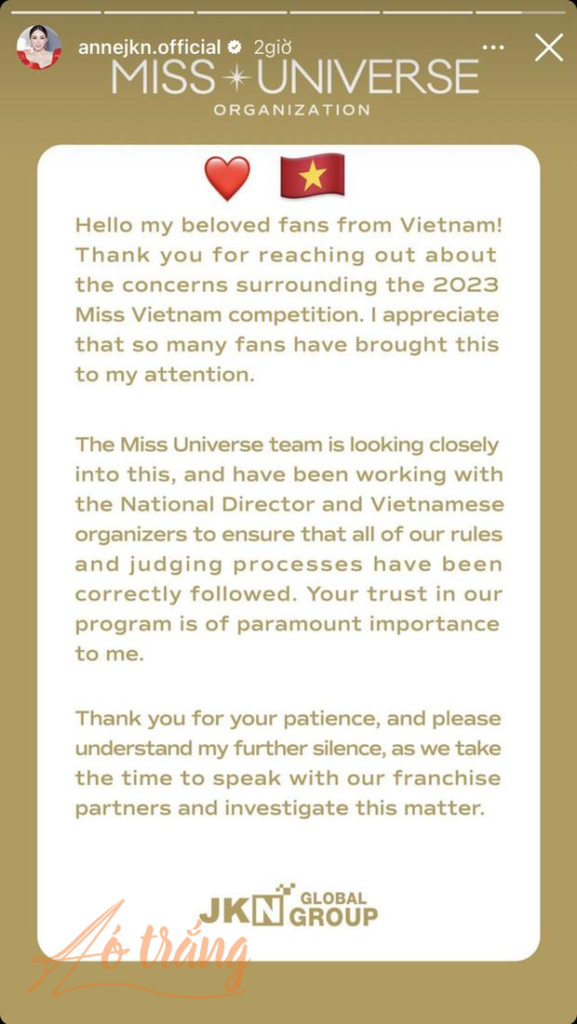 annejkn.official 2giờ
MISS UNIVERSE
ORGANIZATION
Hello my beloved fans from Vietnam!
Thank you for reaching out about
the concerns surrounding the 2023
Miss Vietnam competition. I appreciate
that so many fans have brought this
to my attention.
The Miss Universe team is looking closely
into this, and have been working with
the National Director and Vietnamese
organizers to ensure that all of our rules
and judging processes have been
correctly followed. Your trust in our
program is of paramount importance
to me.
Thank you for your patience, and please
understand my further silence, as we take
the time to speak with our franchise
partners and investigate this matter.
JKN GLOBAL
GROUP
Aó trắng